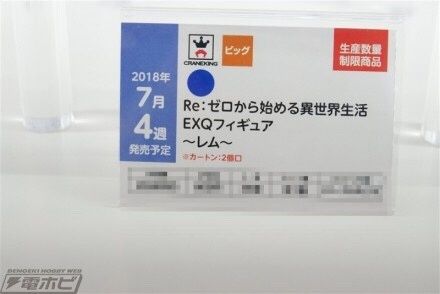 CRANEKING
ビッグ
生産数量
制限商品
2018年
7月
4週
発売予定
Re:ゼロから始める異世界生活
EXQフィギュア
～レム～
※カートン:2個口
DENGEKI HOBBY WEB
電ホビ